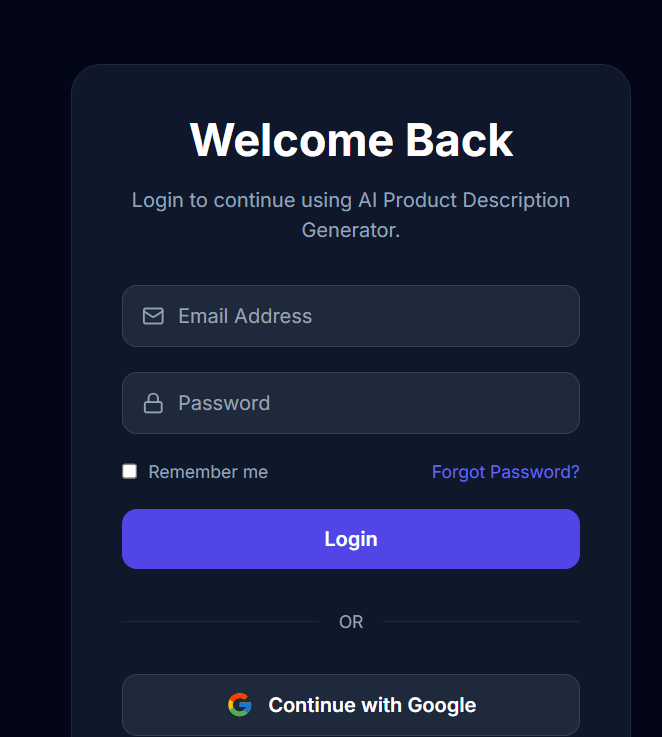 Welcome Back
Login to continue using AI Product Description
Generator.
Email Address
Password
Remember me
Forgot Password?
Login
OR
Continue with Google